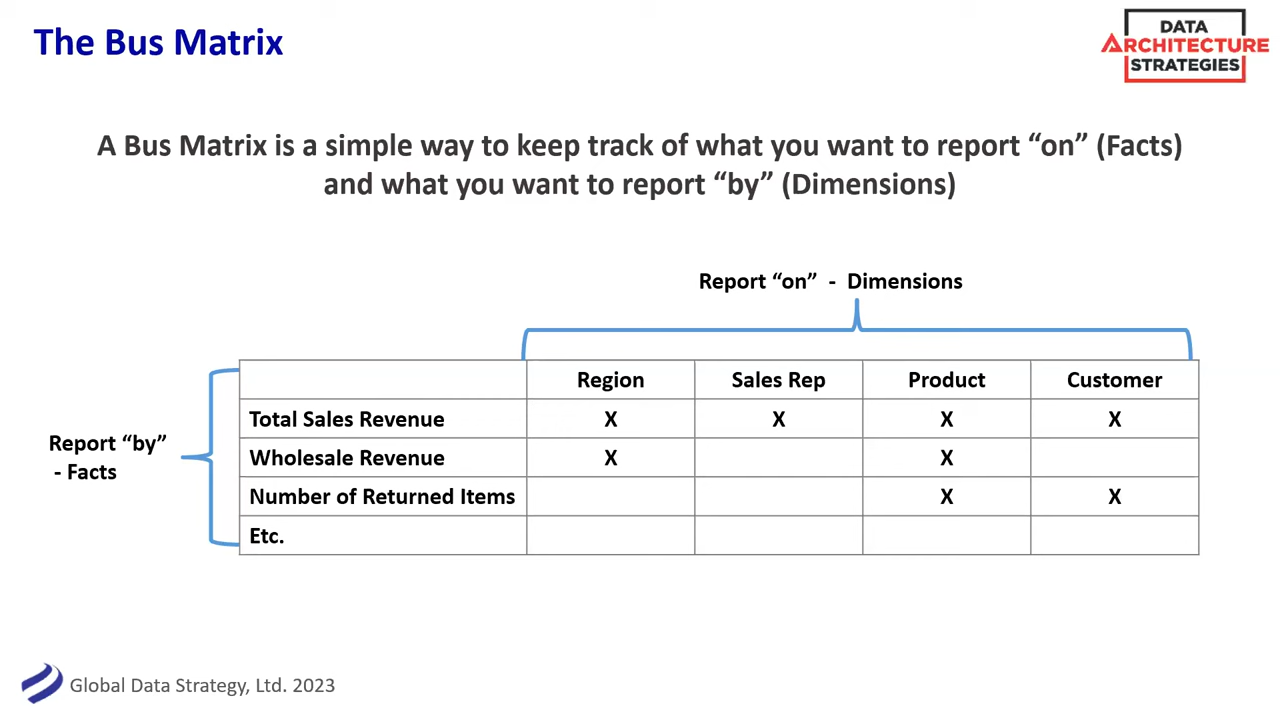 The Bus Matrix
DATA
ARCHITECTURE
STRATEGIES
A Bus Matrix is a simple way to keep track of what you want to report “on” (Facts)
and what you want to report “by” (Dimensions)
Report “on” - Dimensions
Region Sales Rep Product Customer
Report “by”
- Facts
Total Sales Revenue X X X X
Wholesale Revenue X X
Number of Returned Items X X
Etc.
Global Data Strategy, Ltd. 2023